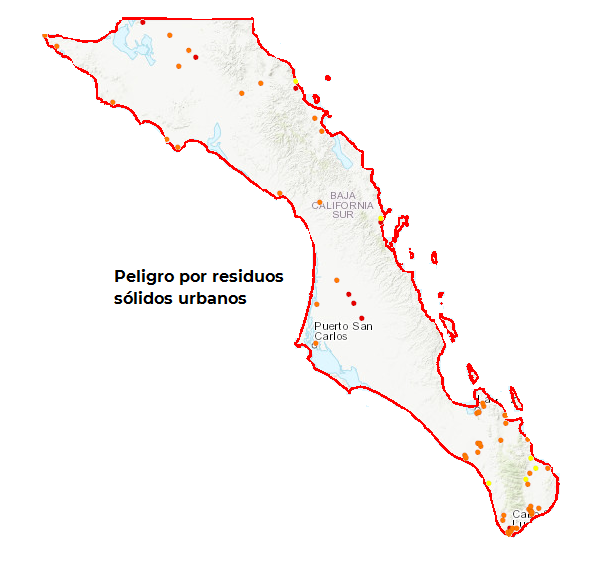 BAJA
CALIFORNIA
SUR
Peligro por residuos
sólidos urbanos
Puerto San
Carlos